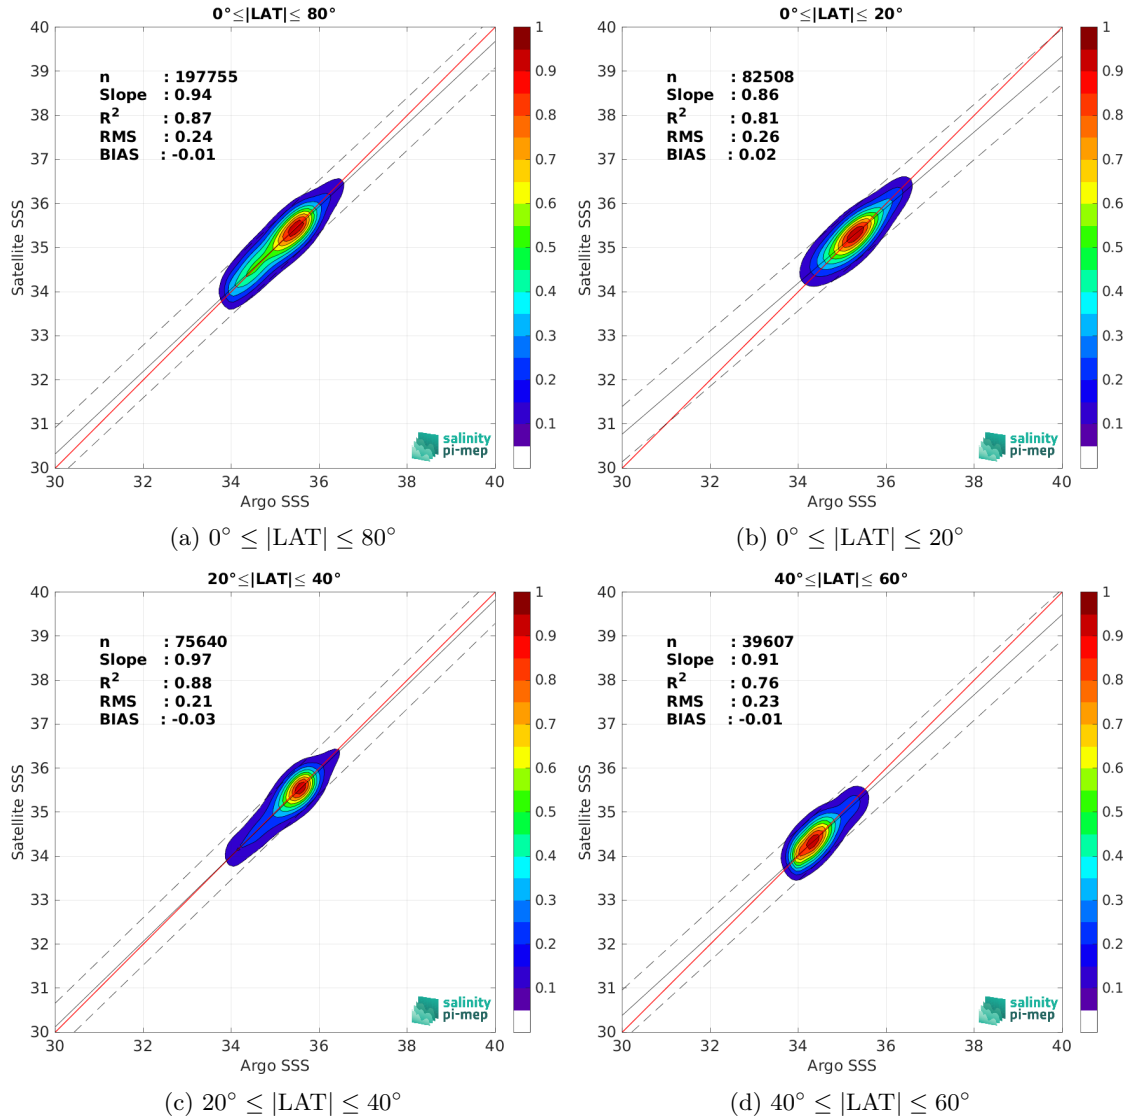 0°≤|LAT|≤ 80°
40
39
38
37
36
35
34
33
32
31
30
Satellite SSS
n : 197755
Slope : 0.94
R2 : 0.87
RMS : 0.24
BIAS : -0.01
salinity
pi-mep
30 32 34 36 38 40
Argo SSS
1
0.9
0.8
0.7
0.6
0.5
0.4
0.3
0.2
0.1
(a) 0° ≤ |LAT| ≤ 80°
0°≤|LAT|≤ 20°
40
39
38
37
36
35
34
33
32
31
30
Satellite SSS
n : 82508
Slope : 0.86
R2 : 0.81
RMS : 0.26
BIAS : 0.02
salinity
pi-mep
30 32 34 36 38 40
Argo SSS
1
0.9
0.8
0.7
0.6
0.5
0.4
0.3
0.2
0.1
(b) 0° ≤ |LAT| ≤ 20°
20°≤|LAT|≤ 40°
40
39
38
37
36
35
34
33
32
31
30
Satellite SSS
n : 75640
Slope : 0.97
R2 : 0.88
RMS : 0.21
BIAS : -0.03
salinity
pi-mep
30 32 34 36 38 40
Argo SSS
1
0.9
0.8
0.7
0.6
0.5
0.4
0.3
0.2
0.1
(c) 20° ≤ |LAT| ≤ 40°
40°≤|LAT|≤ 60°
40
39
38
37
36
35
34
33
32
31
30
Satellite SSS
n : 39607
Slope : 0.91
R2 : 0.76
RMS : 0.23
BIAS : -0.01
salinity
pi-mep
30 32 34 36 38 40
Argo SSS
1
0.9
0.8
0.7
0.6
0.5
0.4
0.3
0.2
0.1
(d) 40° ≤ |LAT| ≤ 60°